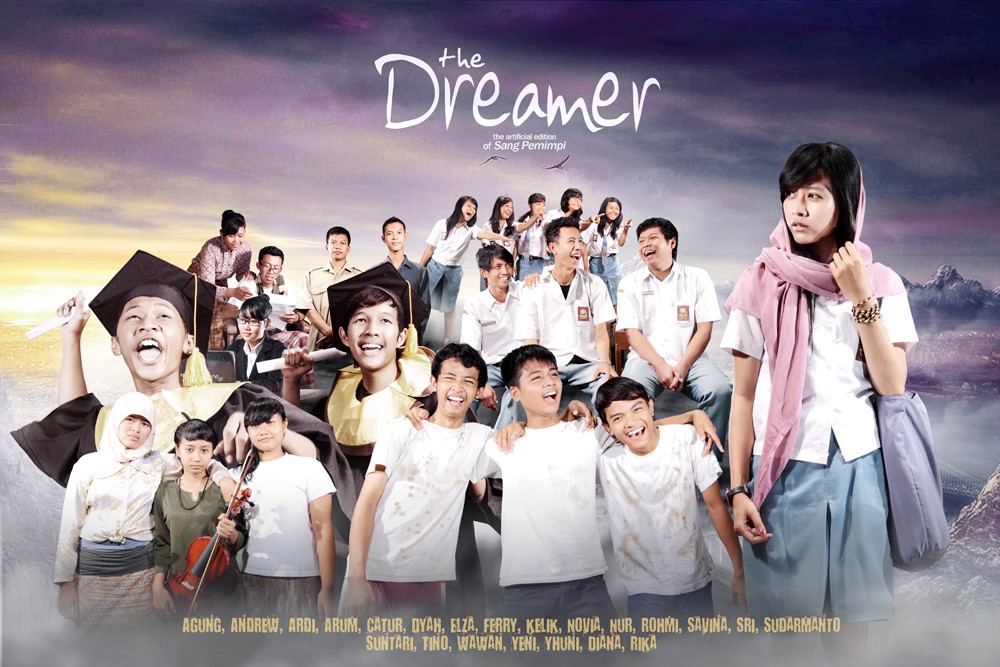 the
Dreamer
the artificial edition
of Sang Pemimpi
AGUNG, ANDREW, ARDI, ARUM, CATUR, DYAH, ELZA, FERRY, KELIK, NOVIA, NUR, ROHMI, SAVINA, SRI, SUDARMANTO
SUNTARI, TINO, WAWAN, YENI, YHUNI, DIANA, RIKA